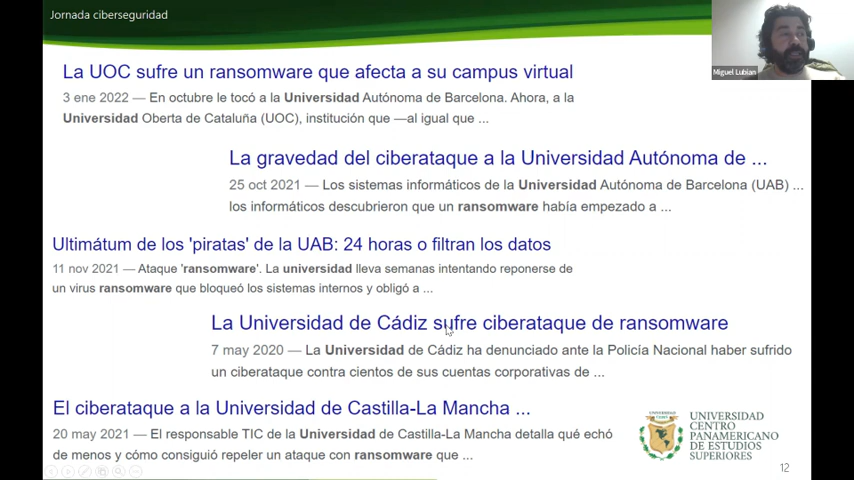 Jornada ciberseguridad
Miguel Lubian
La UOC sufre un ransomware que afecta a su campus virtual
3 ene 2022 — En octubre le tocó a la Universidad Autónoma de Barcelona. Ahora, a la
Universidad Oberta de Cataluña (UOC), institución que —al igual que ...
La gravedad del ciberataque a la Universidad Autónoma de ...
25 oct 2021 — Los sistemas informáticos de la Universidad Autónoma de Barcelona (UAB) ...
los informáticos descubrieron que un ransomware había empezado a ...
Ultimátum de los 'piratas' de la UAB: 24 horas o filtran los datos
11 nov 2021 — Ataque 'ransomware'. La universidad lleva semanas intentando reponerse de
un virus ransomware que bloqueó los sistemas internos y obligó a ...
La Universidad de Cádiz sufre ciberataque de ransomware
7 may 2020 — La Universidad de Cádiz ha denunciado ante la Policía Nacional haber sufrido
un ciberataque contra cientos de sus cuentas corporativas de ...
El ciberataque a la Universidad de Castilla-La Mancha ...
20 may 2021 — El responsable TIC de la Universidad de Castilla-La Mancha detalla qué echó
de menos y cómo consiguió repeler un ataque con ransomware que ...
UNIVERSIDAD
CENTRO
PANAMERICANO
DE ESTUDIOS
SUPERIORES
12